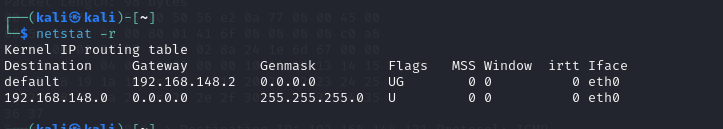 ┌──(kali㉿kali)-[~]
└─$ netstat -r
Kernel IP routing table
Destination     Gateway         Genmask         Flags   MSS Window  irtt Iface
default         192.168.148.2   0.0.0.0         UG        0 0          0 eth0
192.168.148.0   0.0.0.0         255.255.255.0   U         0 0          0 eth0